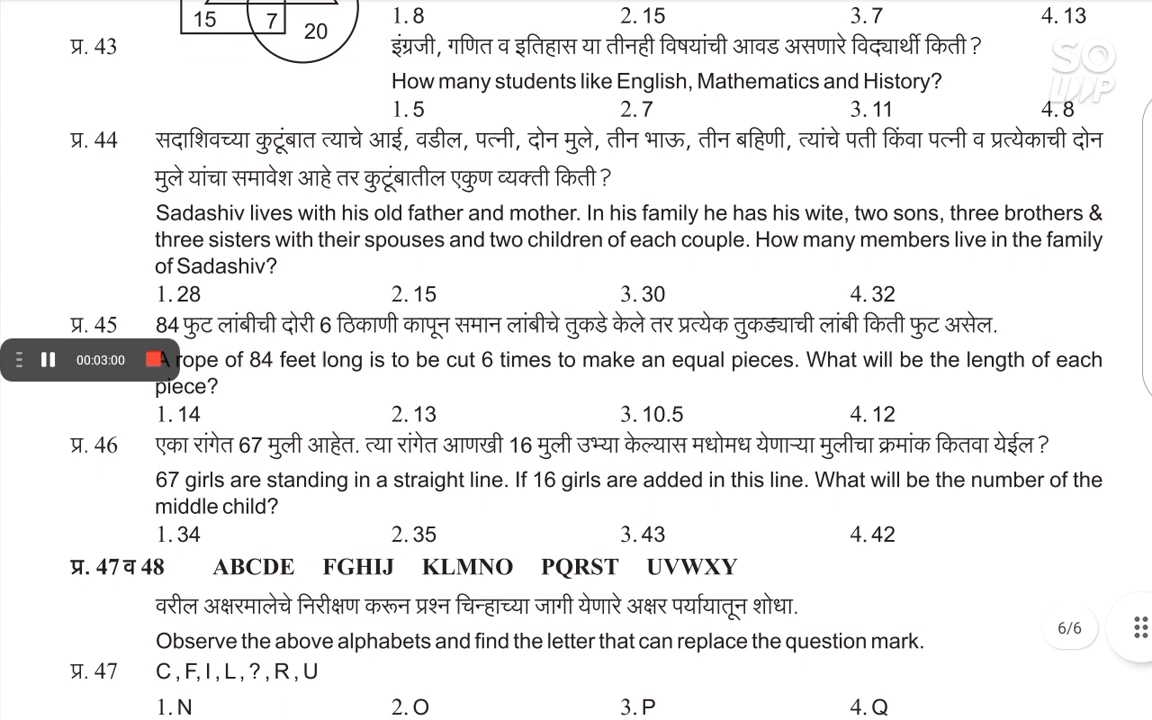 15
7
20
1. 8 2. 15 3. 7 4. 13
प्र. 43 इंग्रजी, गणित व इतिहास या तीनही विषयांची आवड असणारे विद्यार्थी किती ?
How many students like English, Mathematics and History?
1. 5 2. 7 3. 11 4. 8
प्र. 44 सदाशिवच्या कुटूंबात त्याचे आई, वडील, पत्नी, दोन मुले, तीन भाऊ, तीन बहिणी, त्यांचे पती किंवा पत्नी व प्रत्येकाची दोन
मुले यांचा समावेश आहे तर कुटूंबातील एकुण व्यक्ती किती ?
Sadashiv lives with his old father and mother. In his family he has his wite, two sons, three brothers &
three sisters with their spouses and two children of each couple. How many members live in the family
of Sadashiv?
1. 28 2. 15 3. 30 4. 32
प्र. 45 84 फुट लांबीची दोरी 6 ठिकाणी कापून समान लांबीचे तुकडे केले तर प्रत्येक तुकड्याची लांबी किती फुट असेल.
00:03:00
A rope of 84 feet long is to be cut 6 times to make an equal pieces. What will be the length of each
piece?
1. 14 2. 13 3. 10.5 4. 12
प्र. 46 एका रांगेत 67 मुली आहेत. त्या रांगेत आणखी 16 मुली उभ्या केल्यास मधोमध येणाऱ्या मुलीचा क्रमांक कितवा येईल ?
67 girls are standing in a straight line. If 16 girls are added in this line. What will be the number of the
middle child?
1. 34 2. 35 3. 43 4. 42
प्र. 47 व 48 ABCDE FGHIJ KLMNO PQRST UVWXY
वरील अक्षरमालेचे निरीक्षण करून प्रश्न चिन्हाच्या जागी येणारे अक्षर पर्यायातून शोधा.
Observe the above alphabets and find the letter that can replace the question mark.
6/6
प्र. 47 C , F, I , L , ? , R , U
1. N 2. O 3. P 4. Q